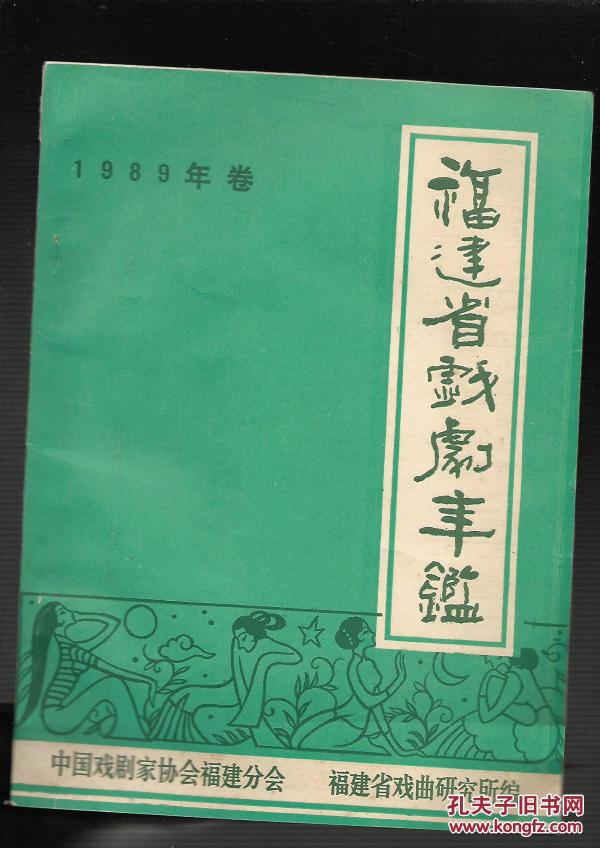 1989年卷
福建省戲劇年鑑
中国戏剧家协会福建分会 福建省戏曲研究所编
孔夫子旧书网
www.kongfz.com